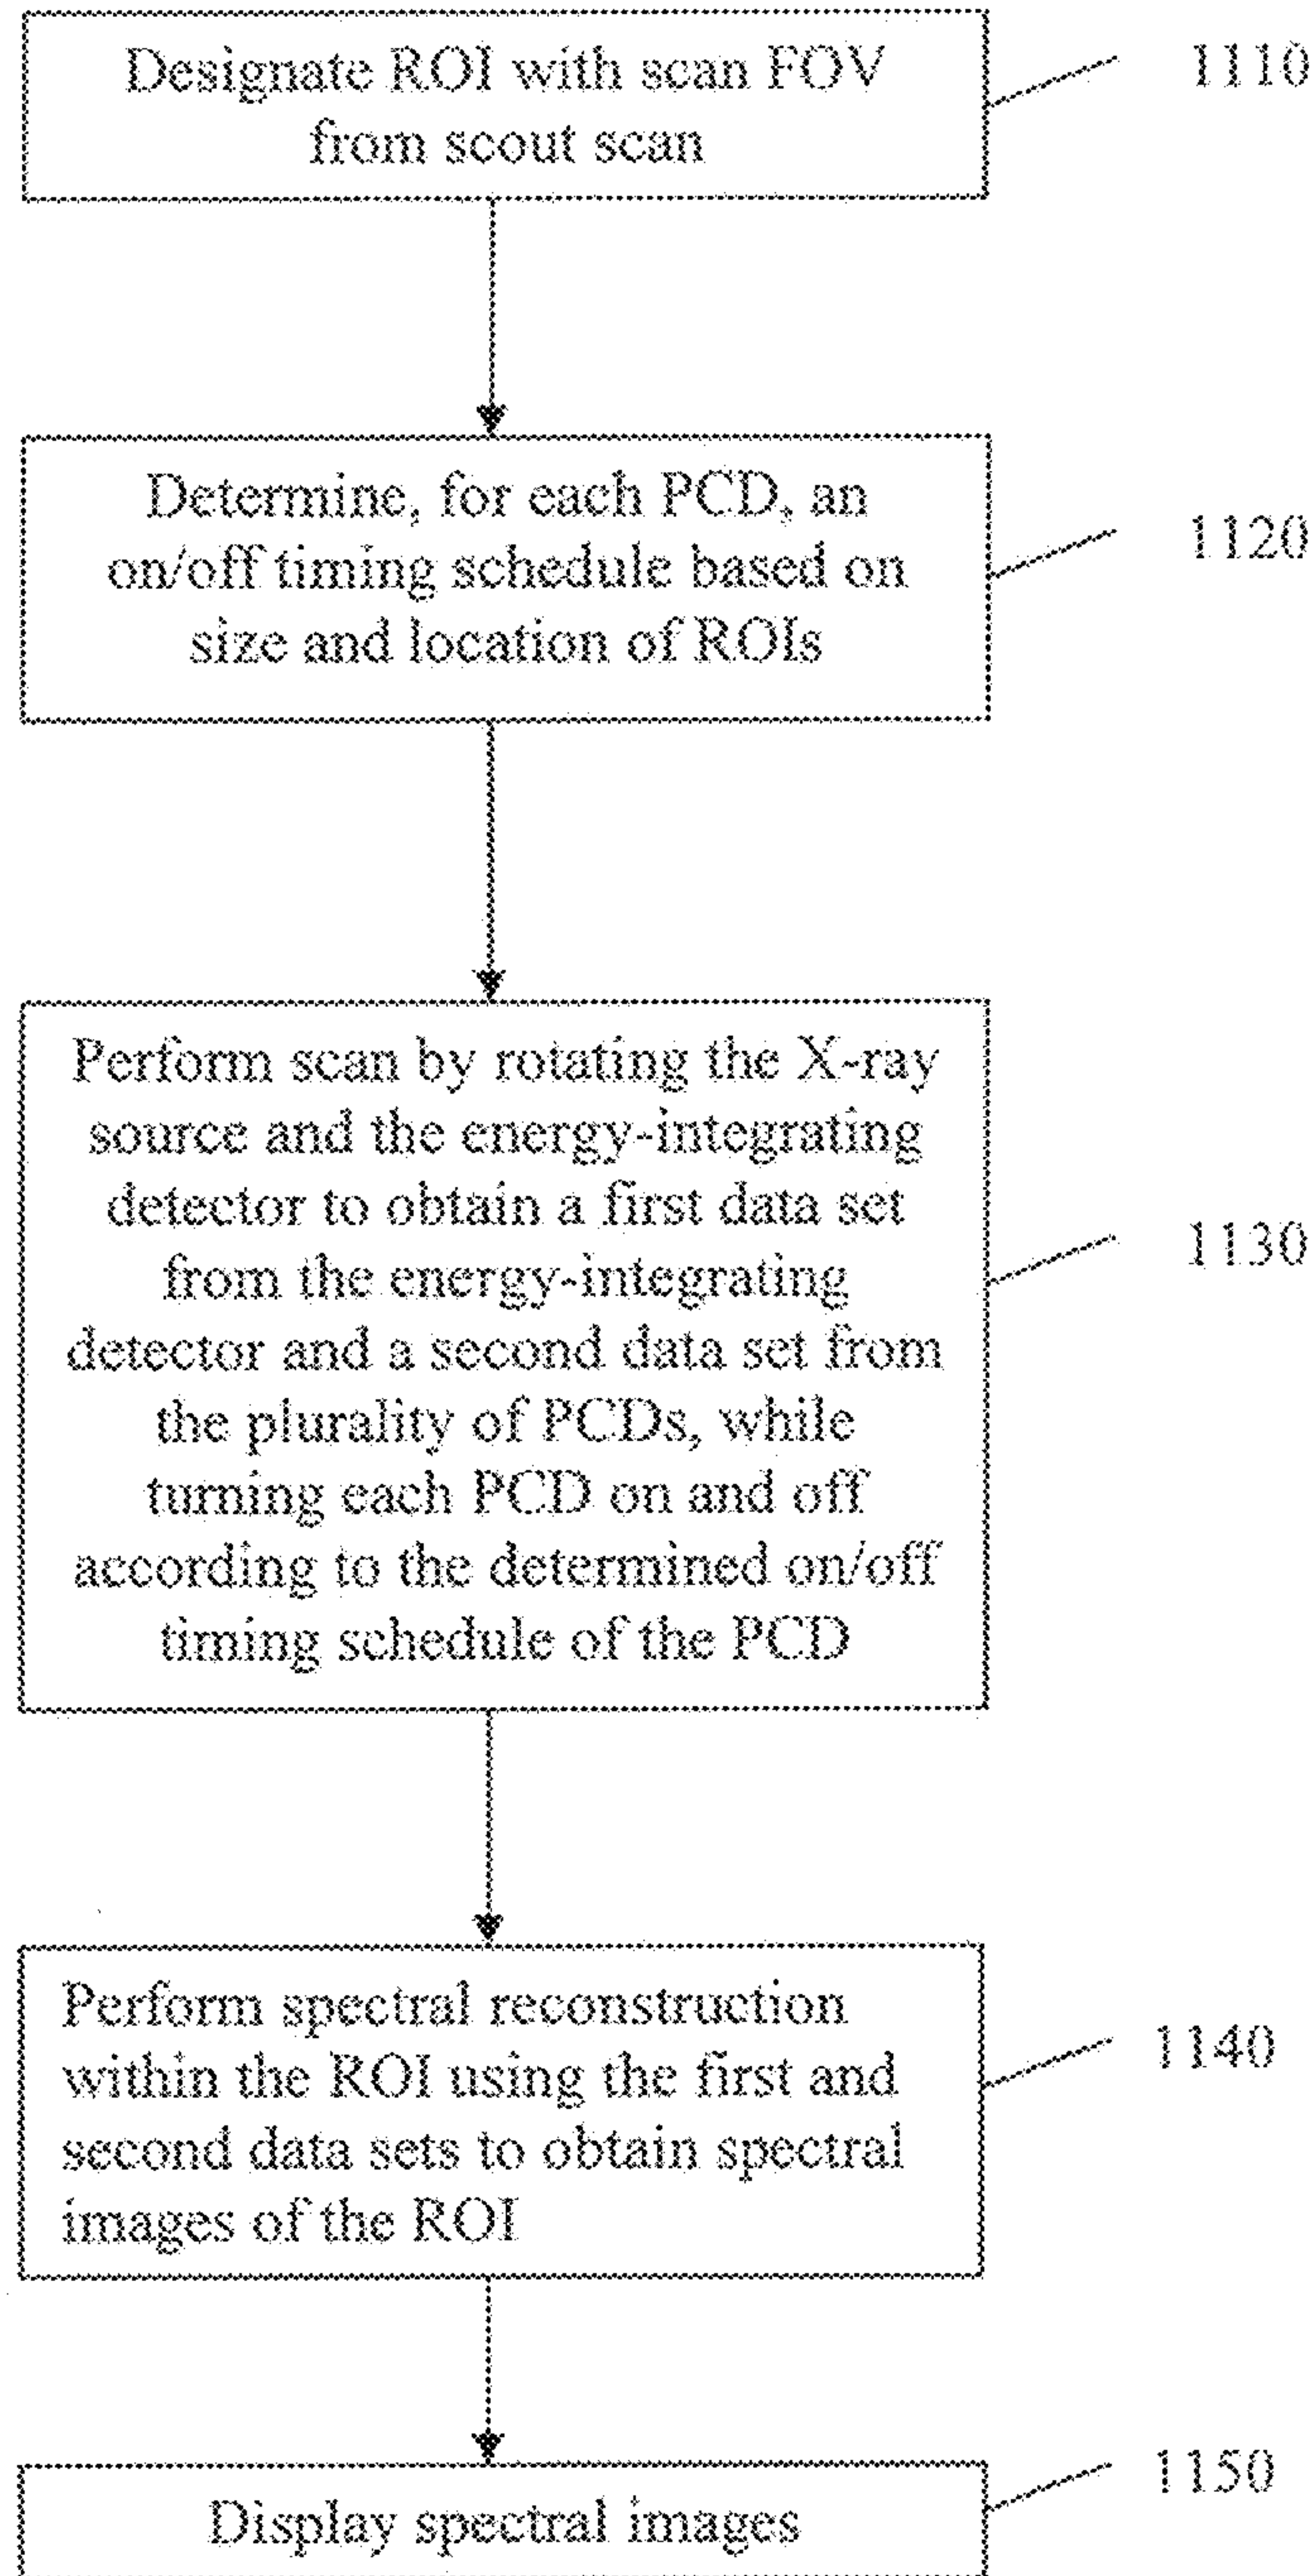 Designate ROI with scan FOV
from scout scan
1110
Determine, for each PCD, an
on/off timing schedule based on
size and location of ROIs
1120
Perform scan by rotating the X-ray
source and the energy-integrating
detector to obtain a first data set
from the energy-integrating
detector and a second data set from
the plurality of PCDs, while
turning each PCD on and off
according to the determined on/off
timing schedule of the PCD
1130
Perform spectral reconstruction
within the ROI using the first and
second data sets to obtain spectral
images of the ROI
1140
Display spectral images
1150